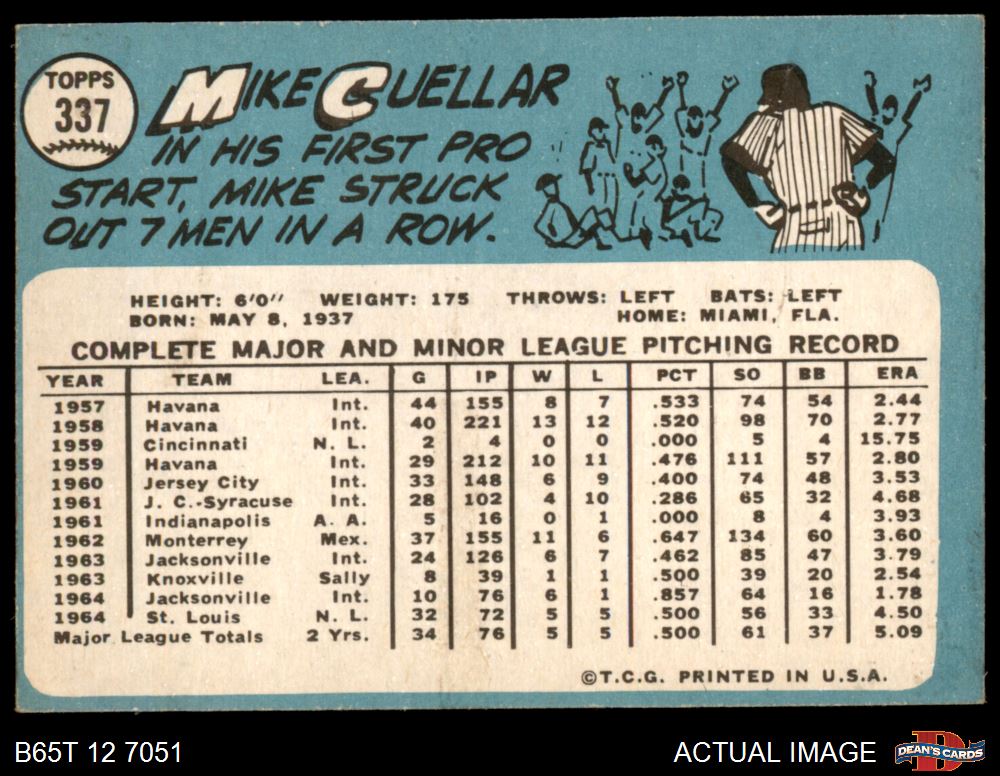 TOPPS
337
MIKE CUELLAR
IN HIS FIRST PRO
START, MIKE STRUCK
OUT 7 MEN IN A ROW.
HEIGHT: 6'0" WEIGHT: 175 THROWS: LEFT BATS: LEFT
BORN: MAY 8, 1937 HOME: MIAMI, FLA.
COMPLETE MAJOR AND MINOR LEAGUE PITCHING RECORD
YEAR TEAM LEA. G IP W L PCT SO BB ERA
1957 Havana Int. 44 155 8 7 .533 74 54 2.44
1958 Havana Int. 40 221 13 12 .520 98 70 2.77
1959 Cincinnati N. L. 2 4 0 0 .000 5 4 15.75
1959 Havana Int. 29 212 10 11 .476 111 57 2.80
1960 Jersey City Int. 33 148 6 9 .400 74 48 3.53
1961 J. C.-Syracuse Int. 28 102 4 10 .286 65 32 4.68
1961 Indianapolis A. A. 5 16 0 1 .000 8 4 3.93
1962 Monterrey Mex. 37 155 11 6 .647 134 60 3.60
1963 Jacksonville Int. 24 126 6 7 .462 85 47 3.79
1963 Knoxville Sally 8 39 1 1 .500 39 20 2.54
1964 Jacksonville Int. 10 76 6 1 .857 64 16 1.78
1964 St. Louis N. L. 32 72 5 5 .500 56 33 4.50
Major League Totals 2 Yrs. 34 76 5 5 .500 61 37 5.09
©T.C.G. PRINTED IN U.S.A.
B65T 12 7051 ACTUAL IMAGE D DEAN'S CARDS